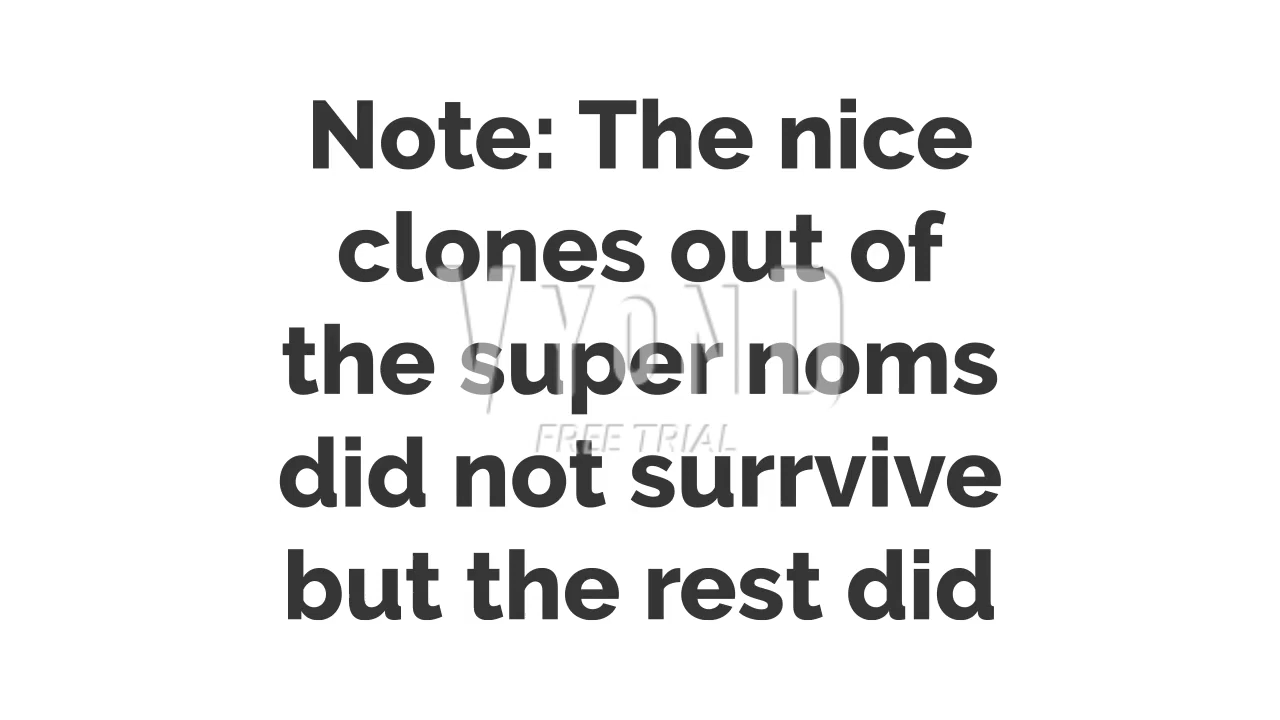 Note: The nice
clones out of
the super noms
did not surrvive
but the rest did
VYOND
FREE TRIAL